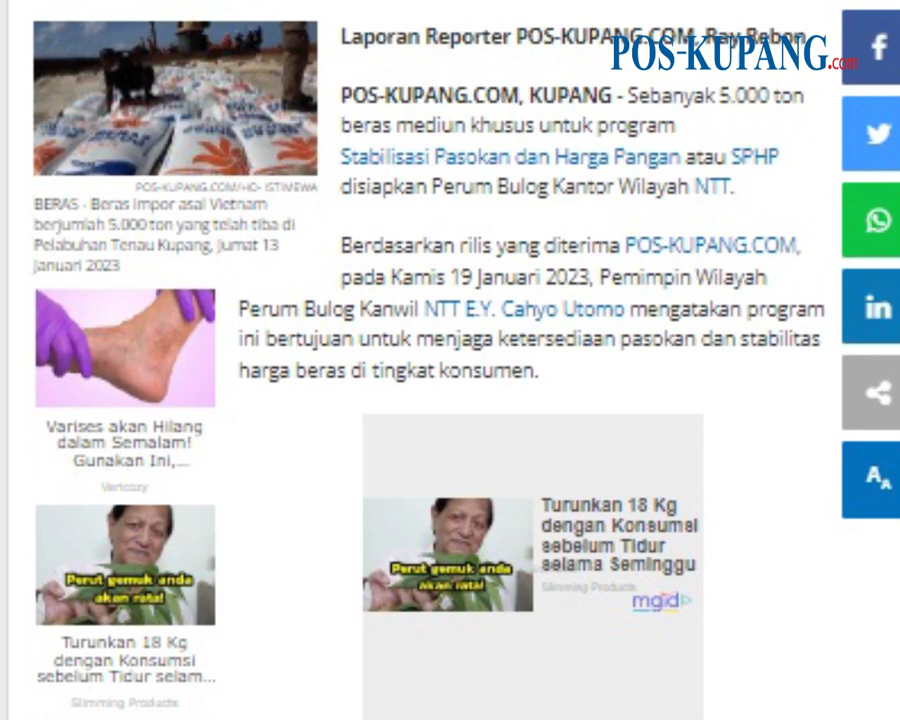 Laporan Reporter POS-KUPANG.COM, Ray Rebon
POS-KUPANG.com
POS-KUPANG.COM, KUPANG - Sebanyak 5.000 ton
beras mediun khusus untuk program
Stabilisasi Pasokan dan Harga Pangan atau SPHP
disiapkan Perum Bulog Kantor Wilayah NTT.
POS-KUPANG.COM/HO- ISTIMEWA
BERAS - Beras impor asal Vietnam
berjumlah 5.000 ton yang telah tiba di
Pelabuhan Tenau Kupang, Jumat 13
Januari 2023
Berdasarkan rilis yang diterima POS-KUPANG.COM,
pada Kamis 19 Januari 2023, Pemimpin Wilayah
Perum Bulog Kanwil NTT E.Y. Cahyo Utomo mengatakan program
ini bertujuan untuk menjaga ketersediaan pasokan dan stabilitas
harga beras di tingkat konsumen.
Varises akan Hilang
dalam Semalam!
Gunakan Ini,...
Varicozy
Perut gemuk anda
akan rata!
Turunkan 18 Kg
dengan Konsumsi
sebelum Tidur selam...
Slimming Products
Perut gemuk anda
akan rata!
Turunkan 18 Kg
dengan Konsumsi
sebelum Tidur
selama Seminggu
Slimming Products
mgid
f
in
AA